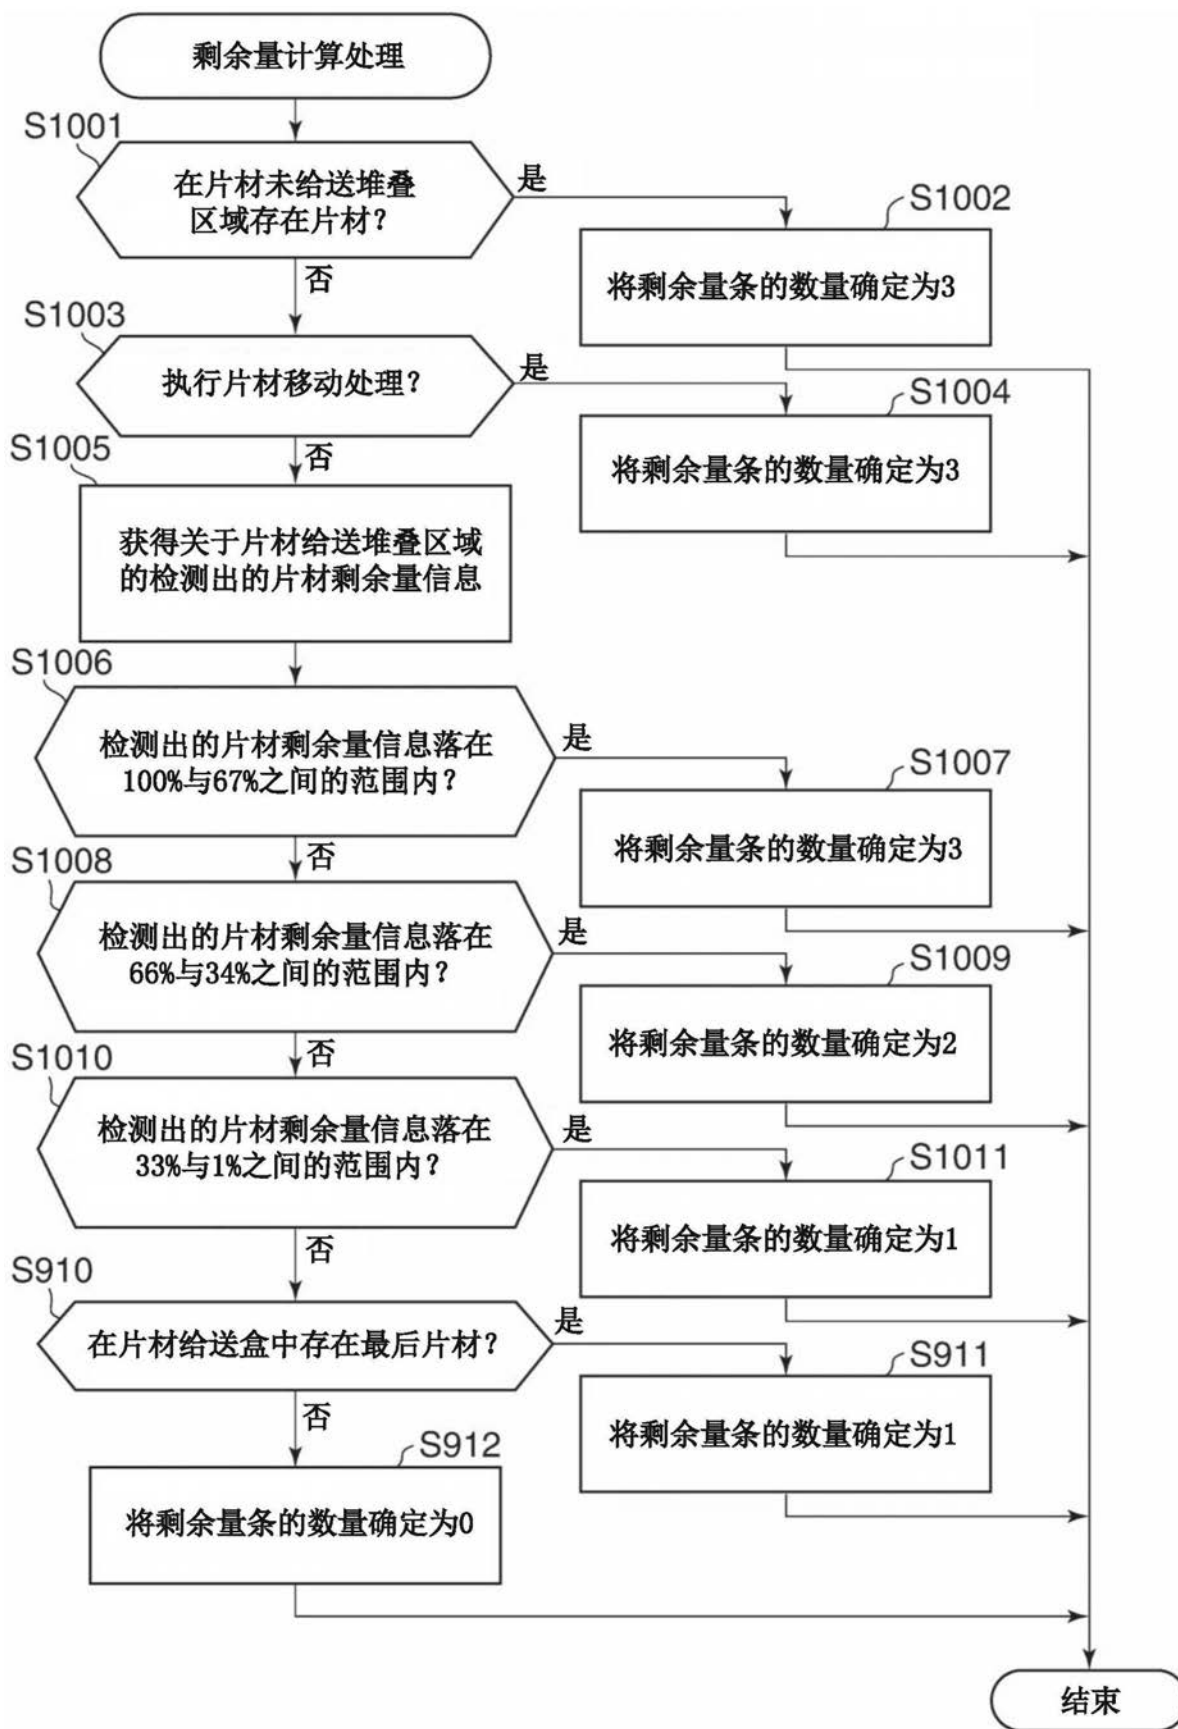 剩余量计算处理
S1001
在片材未给送堆叠
区域存在片材?
是
S1002
将剩余量条的数量确定为3
否
S1003
执行片材移动处理?
是
S1004
将剩余量条的数量确定为3
否
S1005
获得关于片材给送堆叠区域
的检测出的片材剩余量信息
S1006
检测出的片材剩余量信息落在
100%与67%之间的范围内?
是
S1007
将剩余量条的数量确定为3
否
S1008
检测出的片材剩余量信息落在
66%与34%之间的范围内?
是
S1009
将剩余量条的数量确定为2
否
S1010
检测出的片材剩余量信息落在
33%与1%之间的范围内?
是
S1011
将剩余量条的数量确定为1
否
S910
在片材给送盒中存在最后片材?
是
S911
将剩余量条的数量确定为1
否
S912
将剩余量条的数量确定为0
结束